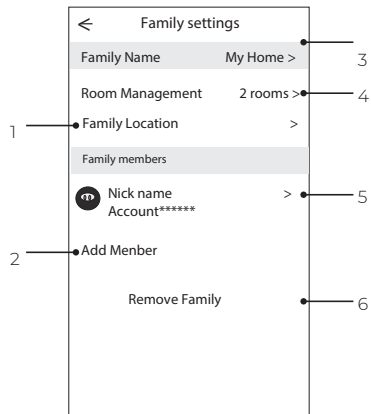 Family settings
3
Family Name My Home >
Room Management 2 rooms >
4
1
Family Location >
Family members
Nick name >
5
Account******
2
Add Menber
Remove Family
6